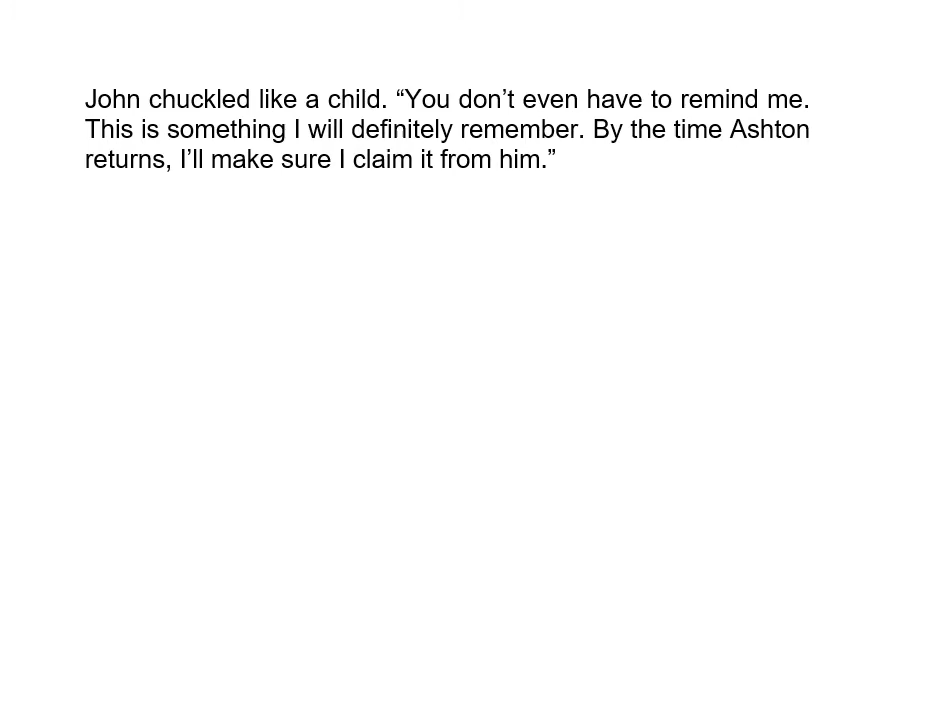 John chuckled like a child. “You don’t even have to remind me.
This is something I will definitely remember. By the time Ashton
returns, I’ll make sure I claim it from him.”